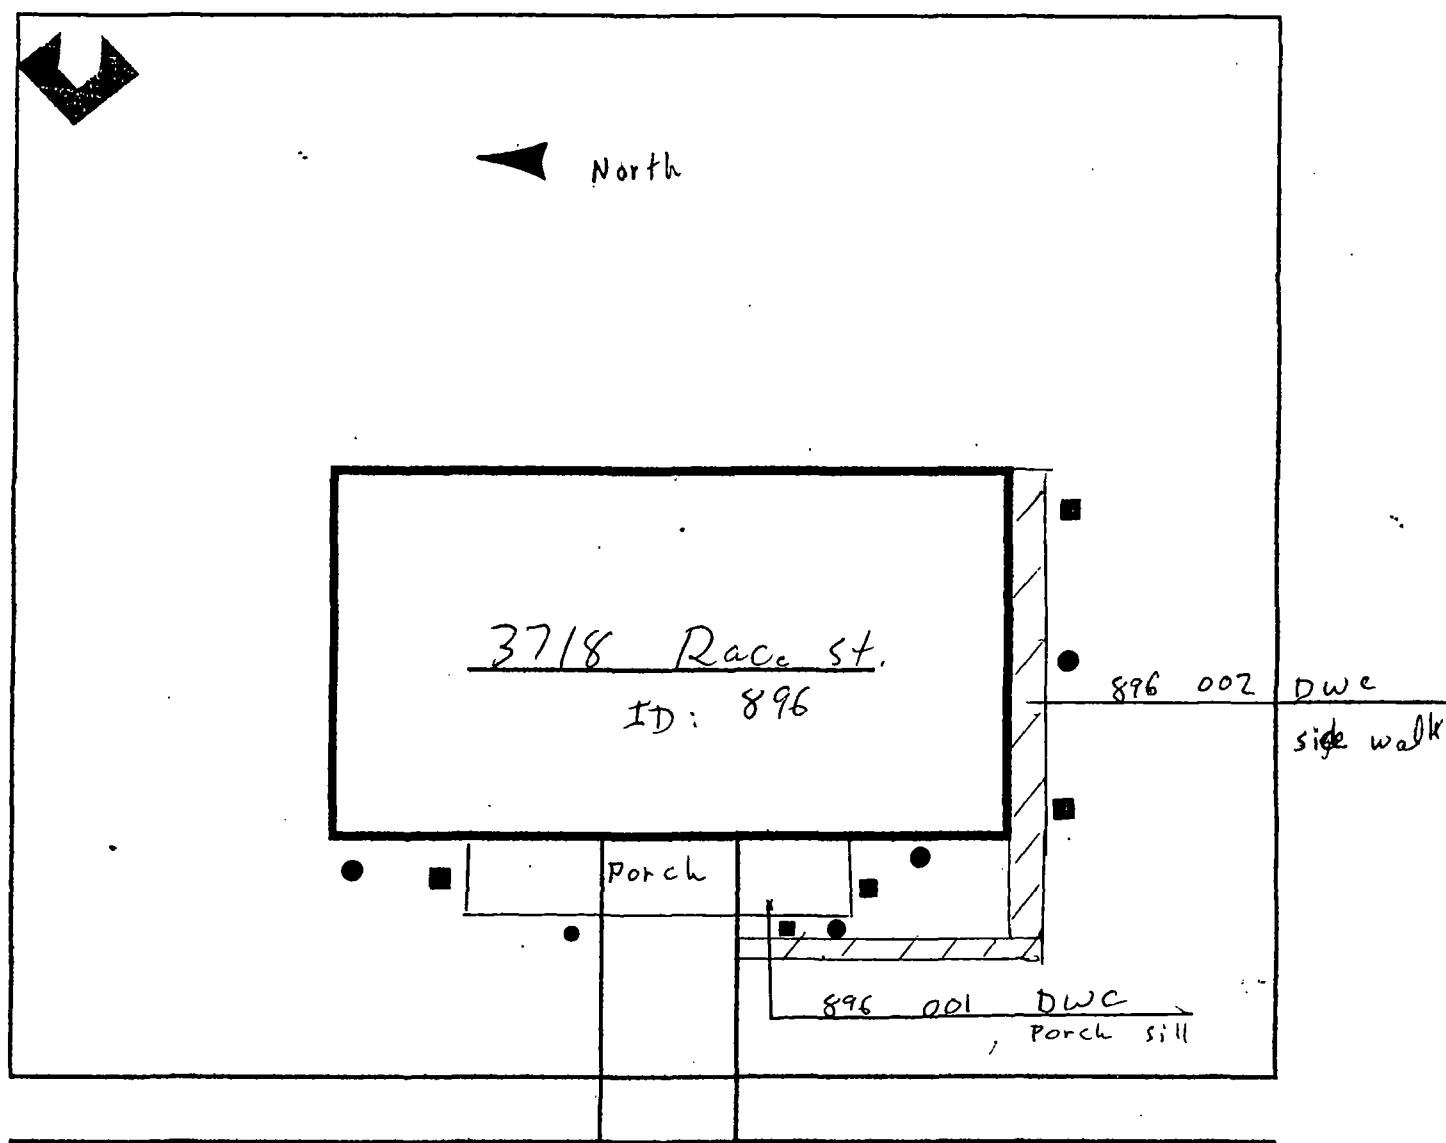 North
3718 Race st.
ID: 896
896 002 DWC
side walk
Porch
896 001 DWC
Porch sill